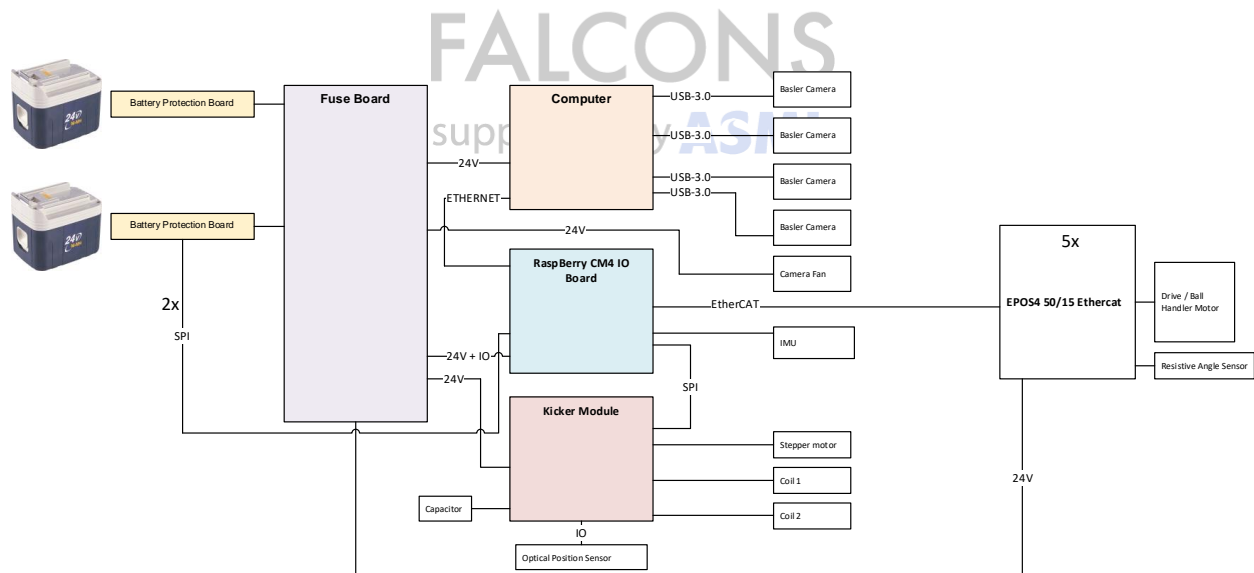 FALCONS
supp
y ASM
24V
24V
Battery Protection Board
Battery Protection Board
2x
SPI
Fuse Board
24V
ETHERNET
24V
24V + IO
24V
Computer
USB-3.0
USB-3.0
USB-3.0
USB-3.0
Basler Camera
Basler Camera
Basler Camera
Basler Camera
Camera Fan
RaspBerry CM4 IO
Board
EtherCAT
IMU
SPI
Kicker Module
Stepper motor
Coil 1
Coil 2
Capacitor
IO
Optical Position Sensor
5x
EPOS4 50/15 Ethercat
Drive / Ball
Handler Motor
Resistive Angle Sensor
24V